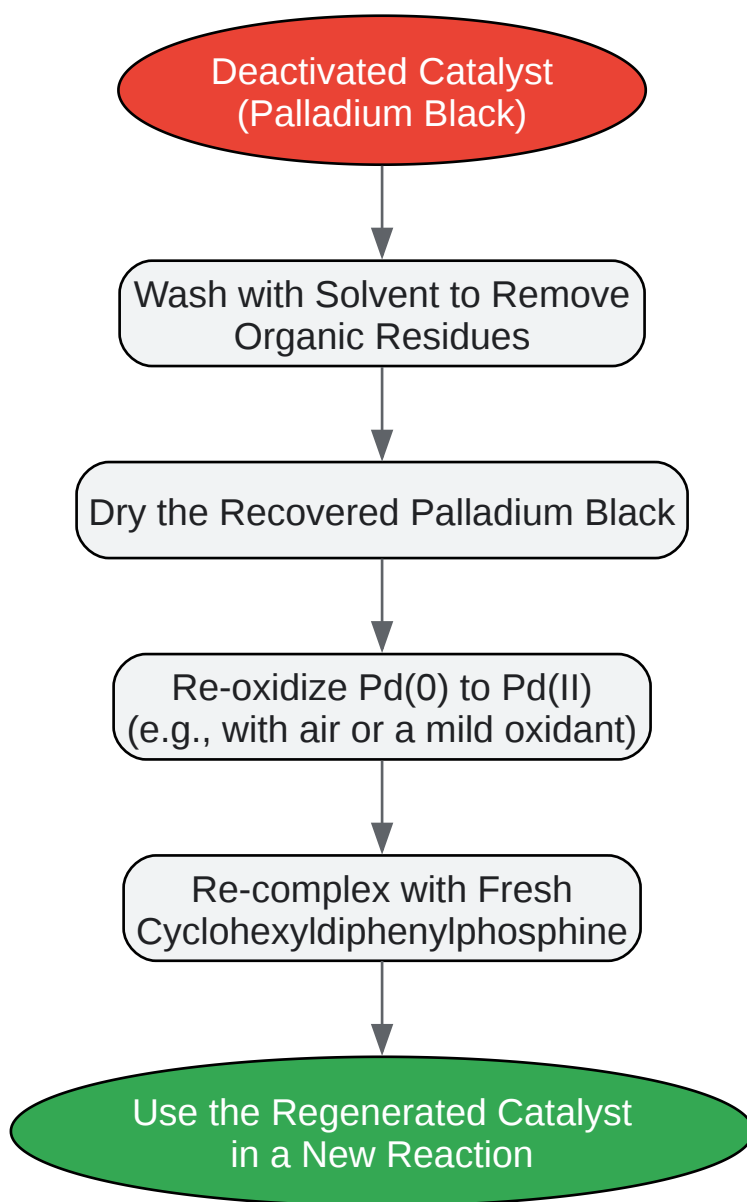 Deactivated Catalyst
(Palladium Black)
Wash with Solvent to Remove
Organic Residues
Dry the Recovered Palladium Black
Re-oxidize Pd(0) to Pd(II)
(e.g., with air or a mild oxidant)
Re-complex with Fresh
Cyclohexyldiphenylphosphine
Use the Regenerated Catalyst
in a New Reaction